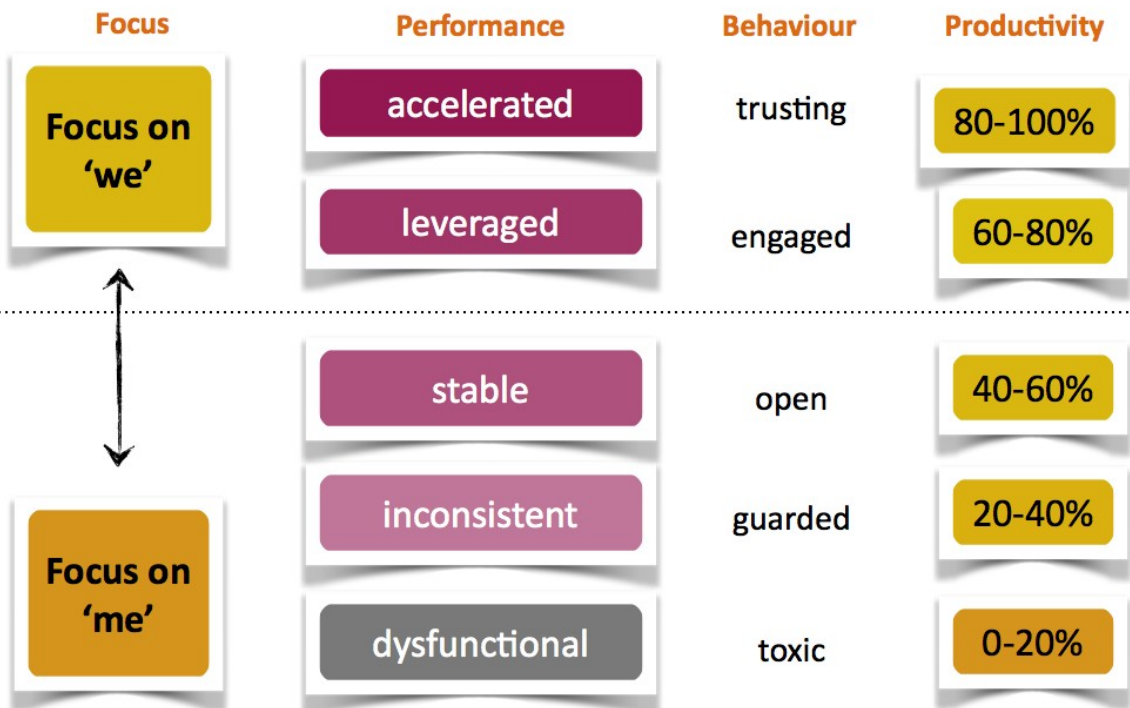 Focus Performance Behaviour Productivity
Focus on
‘we’
accelerated trusting 80-100%
leveraged engaged 60-80%
stable open 40-60%
inconsistent guarded 20-40%
Focus on
‘me’
dysfunctional toxic 0-20%